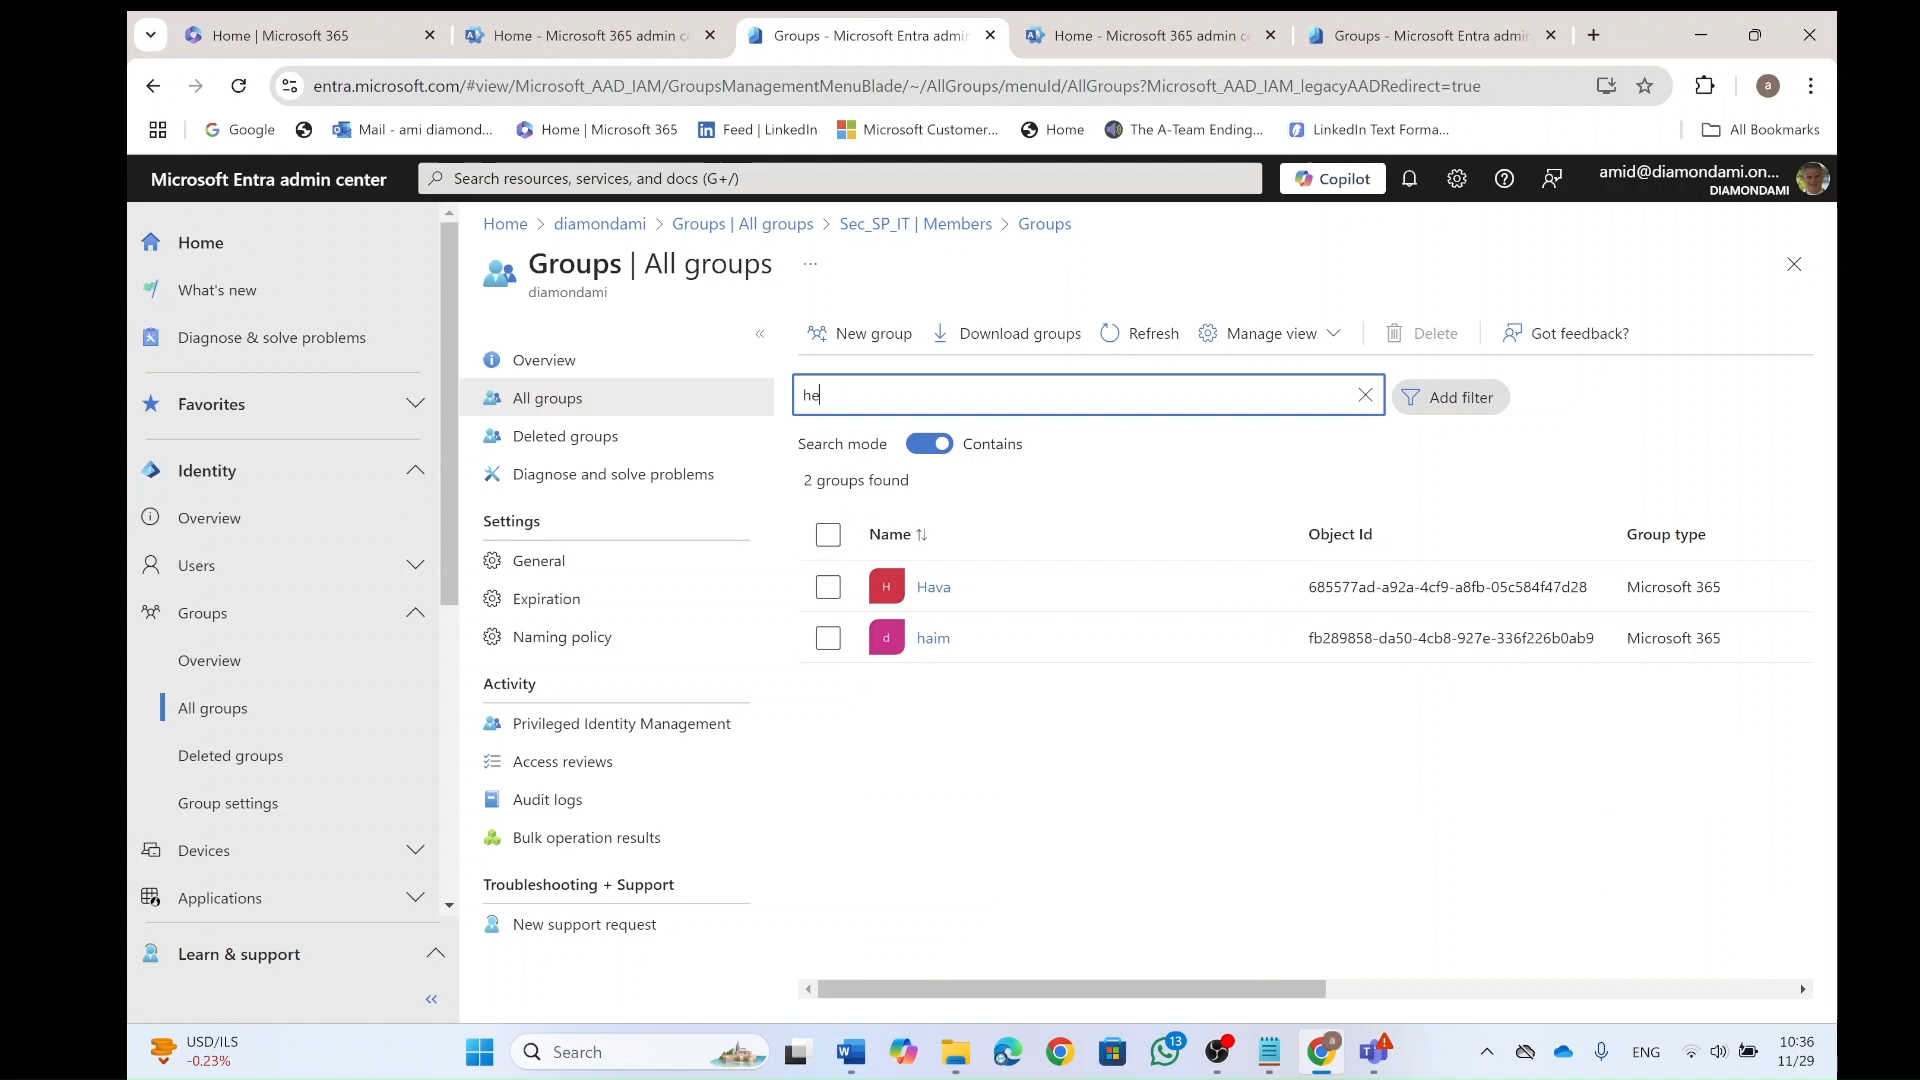 Home | Microsoft 365
Home - Microsoft 365 admin c
Groups - Microsoft Entra admin
Home - Microsoft 365 admin c
Groups - Microsoft Entra admin
entra.microsoft.com/#view/Microsoft_AAD_IAM/GroupsManagementMenuBlade/~/AllGroups/menuId/AllGroups?Microsoft_AAD_IAM_legacyAADRedirect=true
a
Google
Mail - ami diamond...
Home | Microsoft 365
Feed | LinkedIn
Microsoft Customer...
Home
The A-Team Ending...
LinkedIn Text Forma...
All Bookmarks
Microsoft Entra admin center
Search resources, services, and docs (G+/)
Copilot
amid@diamondami.on...
DIAMONDAMI
Home
What's new
Diagnose & solve problems
Favorites
Identity
Overview
Users
Groups
Overview
All groups
Deleted groups
Group settings
Devices
Applications
Learn & support
Home > diamondami > Groups | All groups > Sec_SP_IT | Members > Groups
Groups | All groups ...
diamondami
Overview
All groups
Deleted groups
Diagnose and solve problems
Settings
General
Expiration
Naming policy
Activity
Privileged Identity Management
Access reviews
Audit logs
Bulk operation results
Troubleshooting + Support
New support request
New group
Download groups
Refresh
Manage view
Delete
Got feedback?
he
Add filter
Search mode Contains
2 groups found
Name Object Id Group type
H Hava 685577ad-a92a-4cf9-a8fb-05c584f47d28 Microsoft 365
d haim fb289858-da50-4cb8-927e-336f226b0ab9 Microsoft 365
USD/ILS
-0.23%
Search
13
a
ENG
10:36
11/29